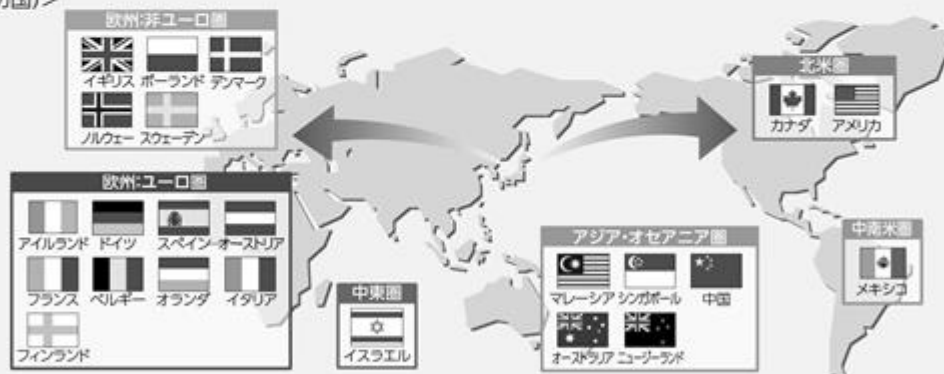 欧州:非ユーロ圏
イギリス ポーランド デンマーク
ノルウェー スウェーデン
北米圏
カナダ アメリカ
欧州:ユーロ圏
アイルランド ドイツ スペイン オーストリア
フランス ベルギー オランダ イタリア
フィンランド
中東圏
イスラエル
アジア・オセアニア圏
マレーシア シンガポール 中国
オーストラリア ニュージーランド
中南米圏
メキシコ